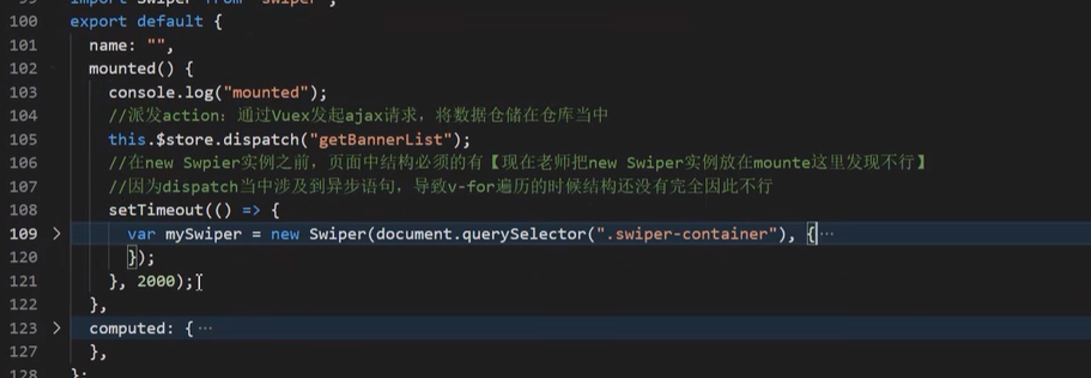 99 import Swiper from "swiper";
100 export default {
101 name: "",
102 mounted() {
103 console.log("mounted");
104 //派发action：通过Vuex发起ajax请求，将数据仓储在仓库当中
105 this.$store.dispatch("getBannerList");
106 //在new Swpier实例之前，页面中结构必须的有【现在老师把new Swiper实例放在mounte这里发现不行】
107 //因为dispatch当中涉及到异步语句，导致v-for遍历的时候结构还没有完全因此不行
108 setTimeout(() => {
109 var mySwiper = new Swiper(document.querySelector(".swiper-container"), {…
120 });
121 }, 2000);
122 },
123 computed: {…
127 },
128 };